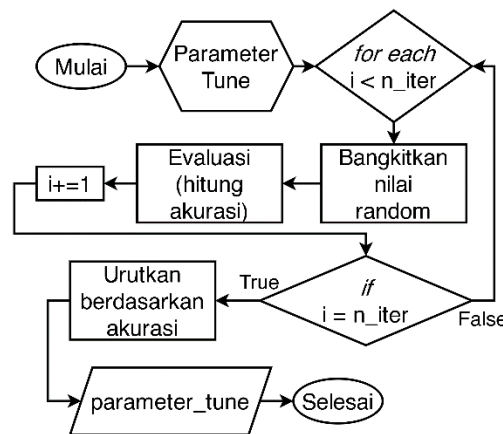 Mulai
Parameter
Tune
for each
i < n_iter
Bangkitkan
nilai
random
Evaluasi
(hitung
akurasi)
i+=1
if
i = n_iter
True
False
Urutkan
berdasarkan
akurasi
parameter_tune
Selesai